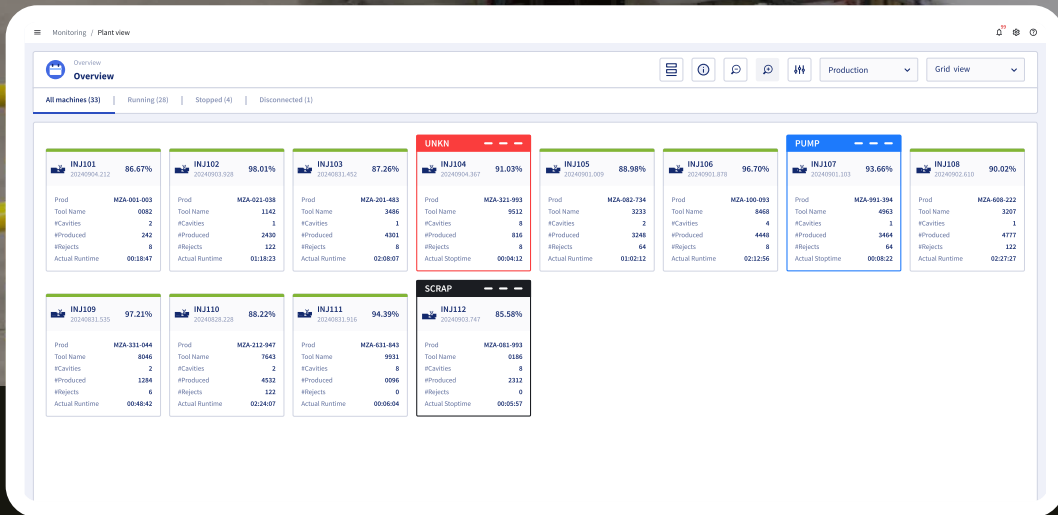 Monitoring / Plant view
59
Overview
Overview
Production
Grid view
All machines (33) | Running (28) | Stopped (4) | Disconnected (1)
INJ101
20240904.212
86.67%
Prod MZA-001-003
Tool Name 0082
#Cavities 2
#Produced 242
#Rejects 8
Actual Runtime 00:18:47
INJ102
20240903.928
98.01%
Prod MZA-021-038
Tool Name 1142
#Cavities 1
#Produced 2430
#Rejects 122
Actual Runtime 01:18:23
INJ103
20240831.452
87.26%
Prod MZA-201-483
Tool Name 3486
#Cavities 1
#Produced 4301
#Rejects 8
Actual Runtime 02:08:07
UNKN
INJ104
20240904.367
91.03%
Prod MZA-321-993
Tool Name 9512
#Cavities 8
#Produced 816
#Rejects 8
Actual Stoptime 00:04:12
INJ105
20240901.009
88.98%
Prod MZA-082-734
Tool Name 3233
#Cavities 2
#Produced 3248
#Rejects 64
Actual Runtime 01:02:12
INJ106
20240901.878
96.70%
Prod MZA-100-093
Tool Name 8468
#Cavities 4
#Produced 4448
#Rejects 8
Actual Runtime 02:12:56
PUMP
INJ107
20240901.103
93.66%
Prod MZA-991-394
Tool Name 4963
#Cavities 1
#Produced 3464
#Rejects 64
Actual Stoptime 00:08:22
INJ108
20240902.610
90.02%
Prod MZA-608-222
Tool Name 3207
#Cavities 1
#Produced 4777
#Rejects 122
Actual Runtime 02:27:27
INJ109
20240831.535
97.21%
Prod MZA-331-044
Tool Name 8046
#Cavities 2
#Produced 1284
#Rejects 6
Actual Runtime 00:48:42
INJ110
20240828.228
88.22%
Prod MZA-212-947
Tool Name 7643
#Cavities 2
#Produced 4532
#Rejects 122
Actual Runtime 02:24:07
INJ111
20240831.916
94.39%
Prod MZA-631-843
Tool Name 9931
#Cavities 8
#Produced 0096
#Rejects 0
Actual Runtime 00:06:04
SCRAP
INJ112
20240903.747
85.58%
Prod MZA-081-993
Tool Name 0186
#Cavities 8
#Produced 2312
#Rejects 0
Actual Stoptime 00:05:57